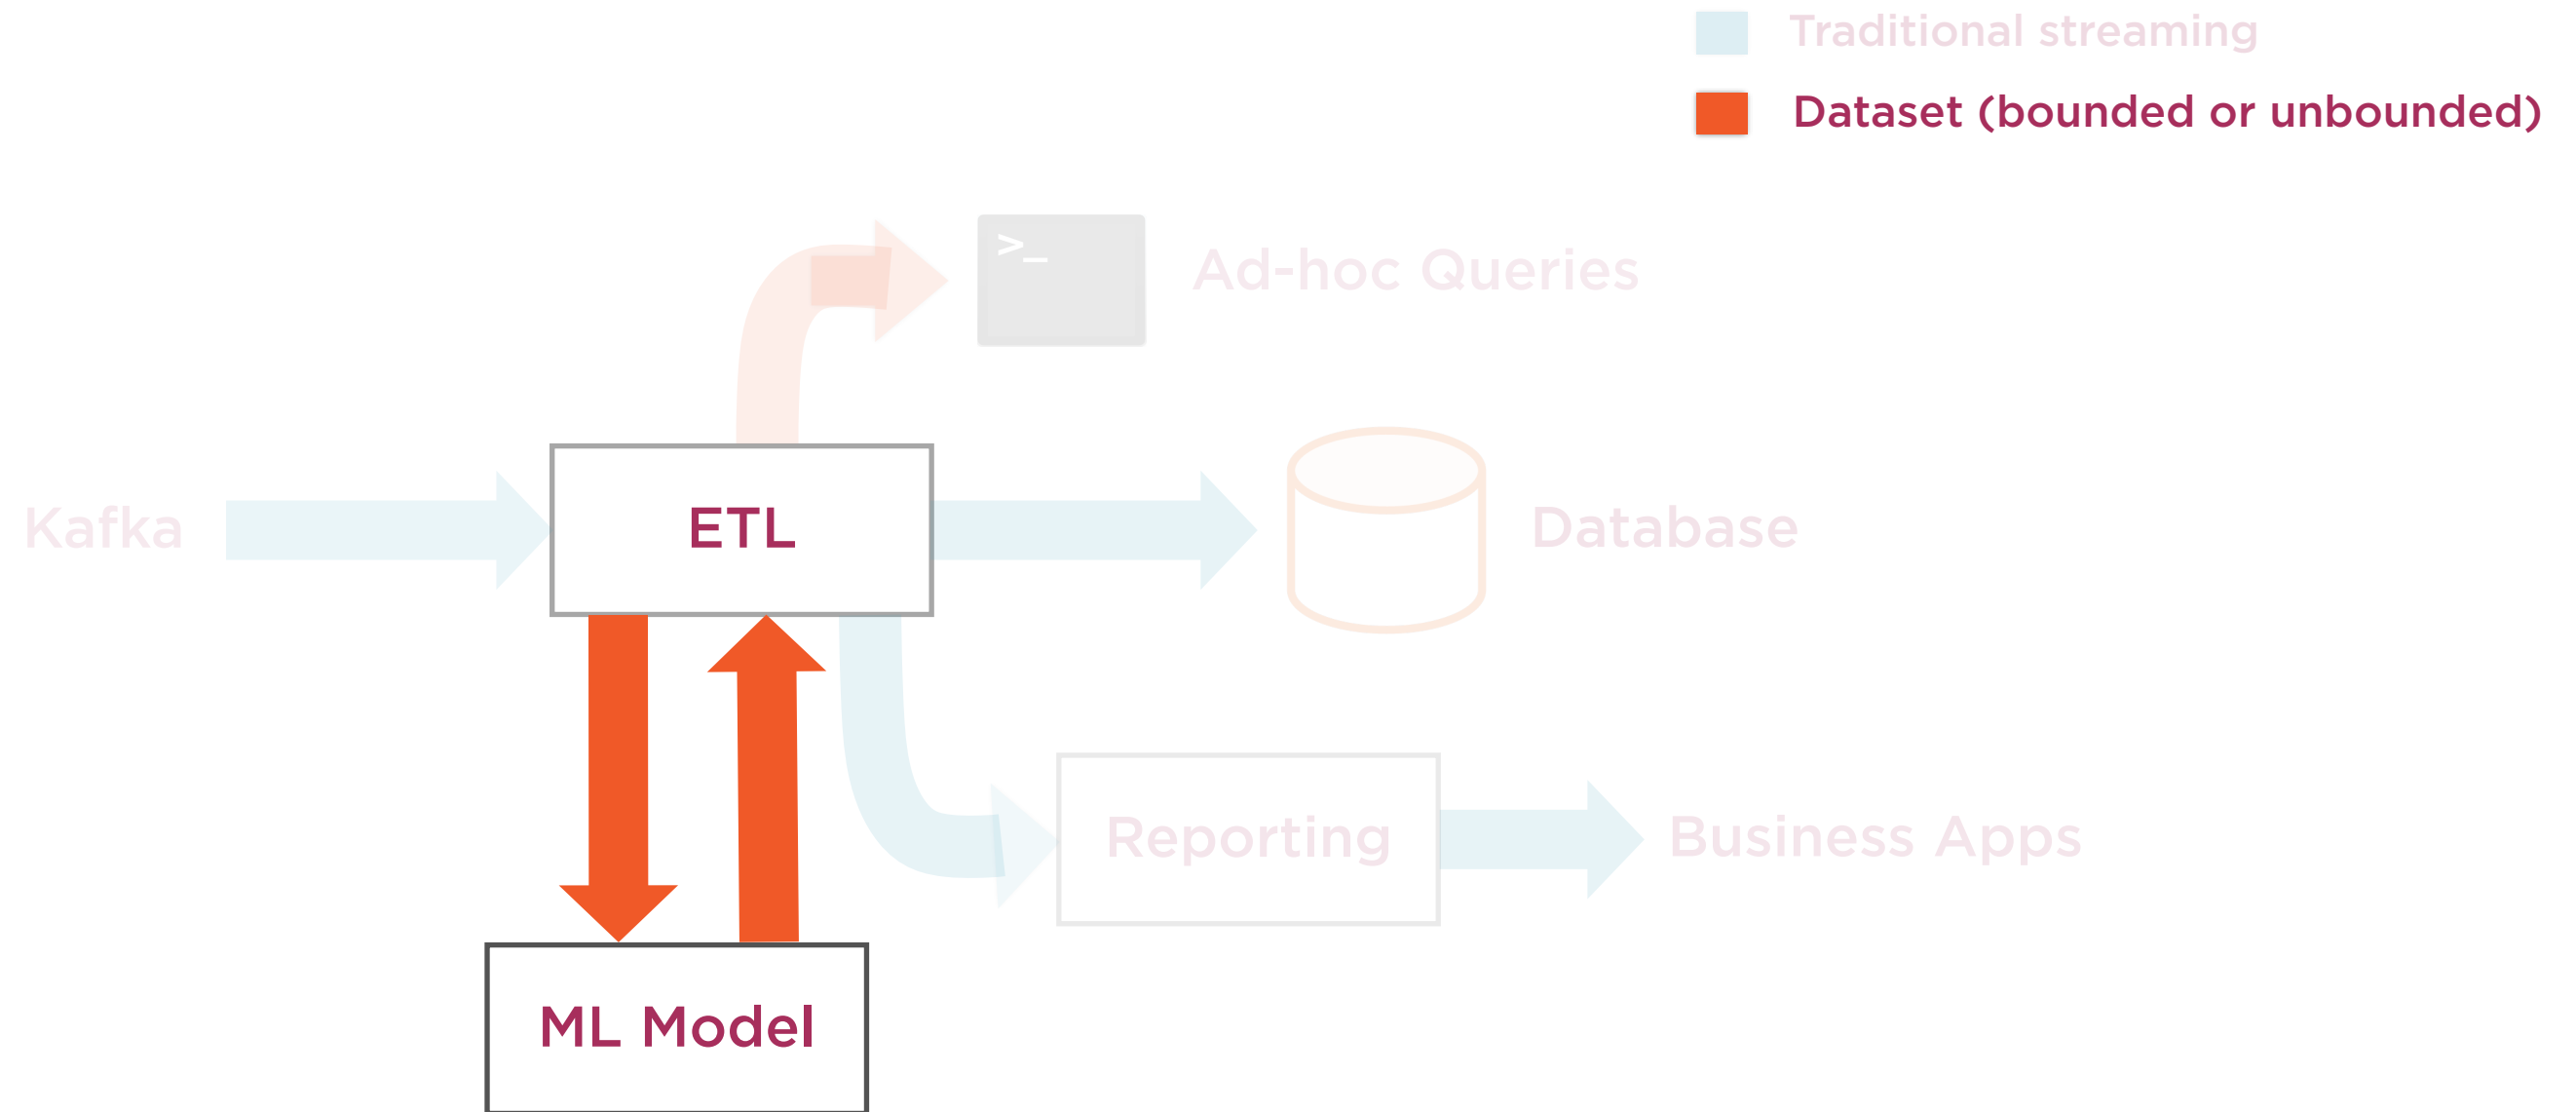 Traditional streaming
Dataset (bounded or unbounded)
>_
Ad-hoc Queries
Kafka
ETL
Database
Reporting
Business Apps
ML Model